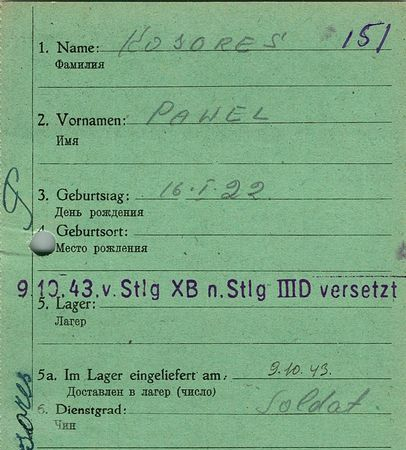 151
1. Name: KOSORES
Фамилия
2. Vornamen: PAWEL
Имя
3. Geburtstag: 16.I.22
День рождения
4. Geburtsort:
Место рождения
9.10.43.v.Stlg XB n.Stlg IIID versetzt
5. Lager:
Лагер
5a. Im Lager eingeliefert am: 9.10.43.
Доставлен в лагер (число)
6. Dienstgrad: Soldat.
Чин